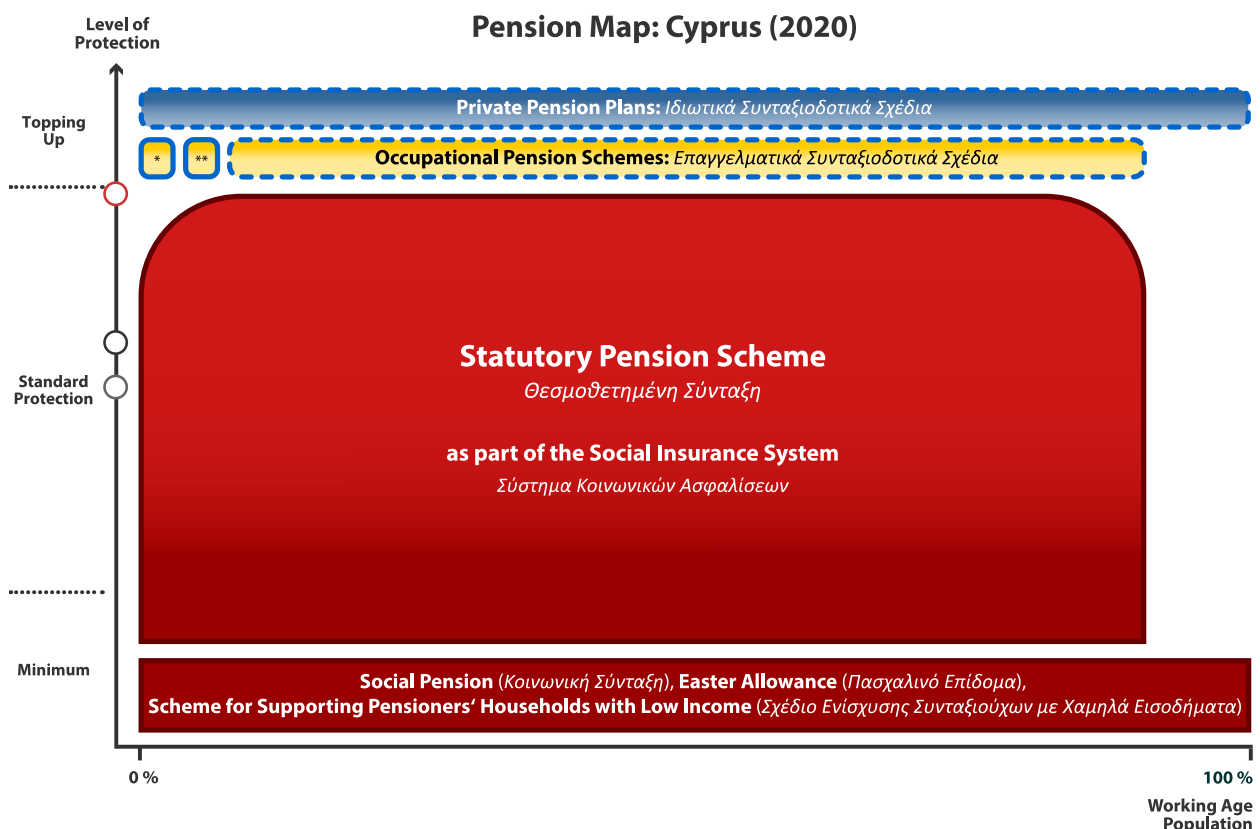 Pension Map: Cyprus (2020)
Level of
Protection
Topping
Up
Standard
Protection
Minimum
Private Pension Plans: Ιδιωτικά Συνταξιοδοτικά Σχέδια
*
**
Occupational Pension Schemes: Επαγγελματικά Συνταξιοδοτικά Σχέδια
Statutory Pension Scheme
Θεσμοθετημένη Σύνταξη
as part of the Social Insurance System
Σύστημα Κοινωνικών Ασφαλίσεων
Social Pension (Κοινωνική Σύνταξη), Easter Allowance (Πασχαλινό Επίδομα),
Scheme for Supporting Pensioners‘ Households with Low Income (Σχέδιο Ενίσχυσης Συνταξιούχων με Χαμηλά Εισοδήματα)
0 %
100 %
Working Age
Population